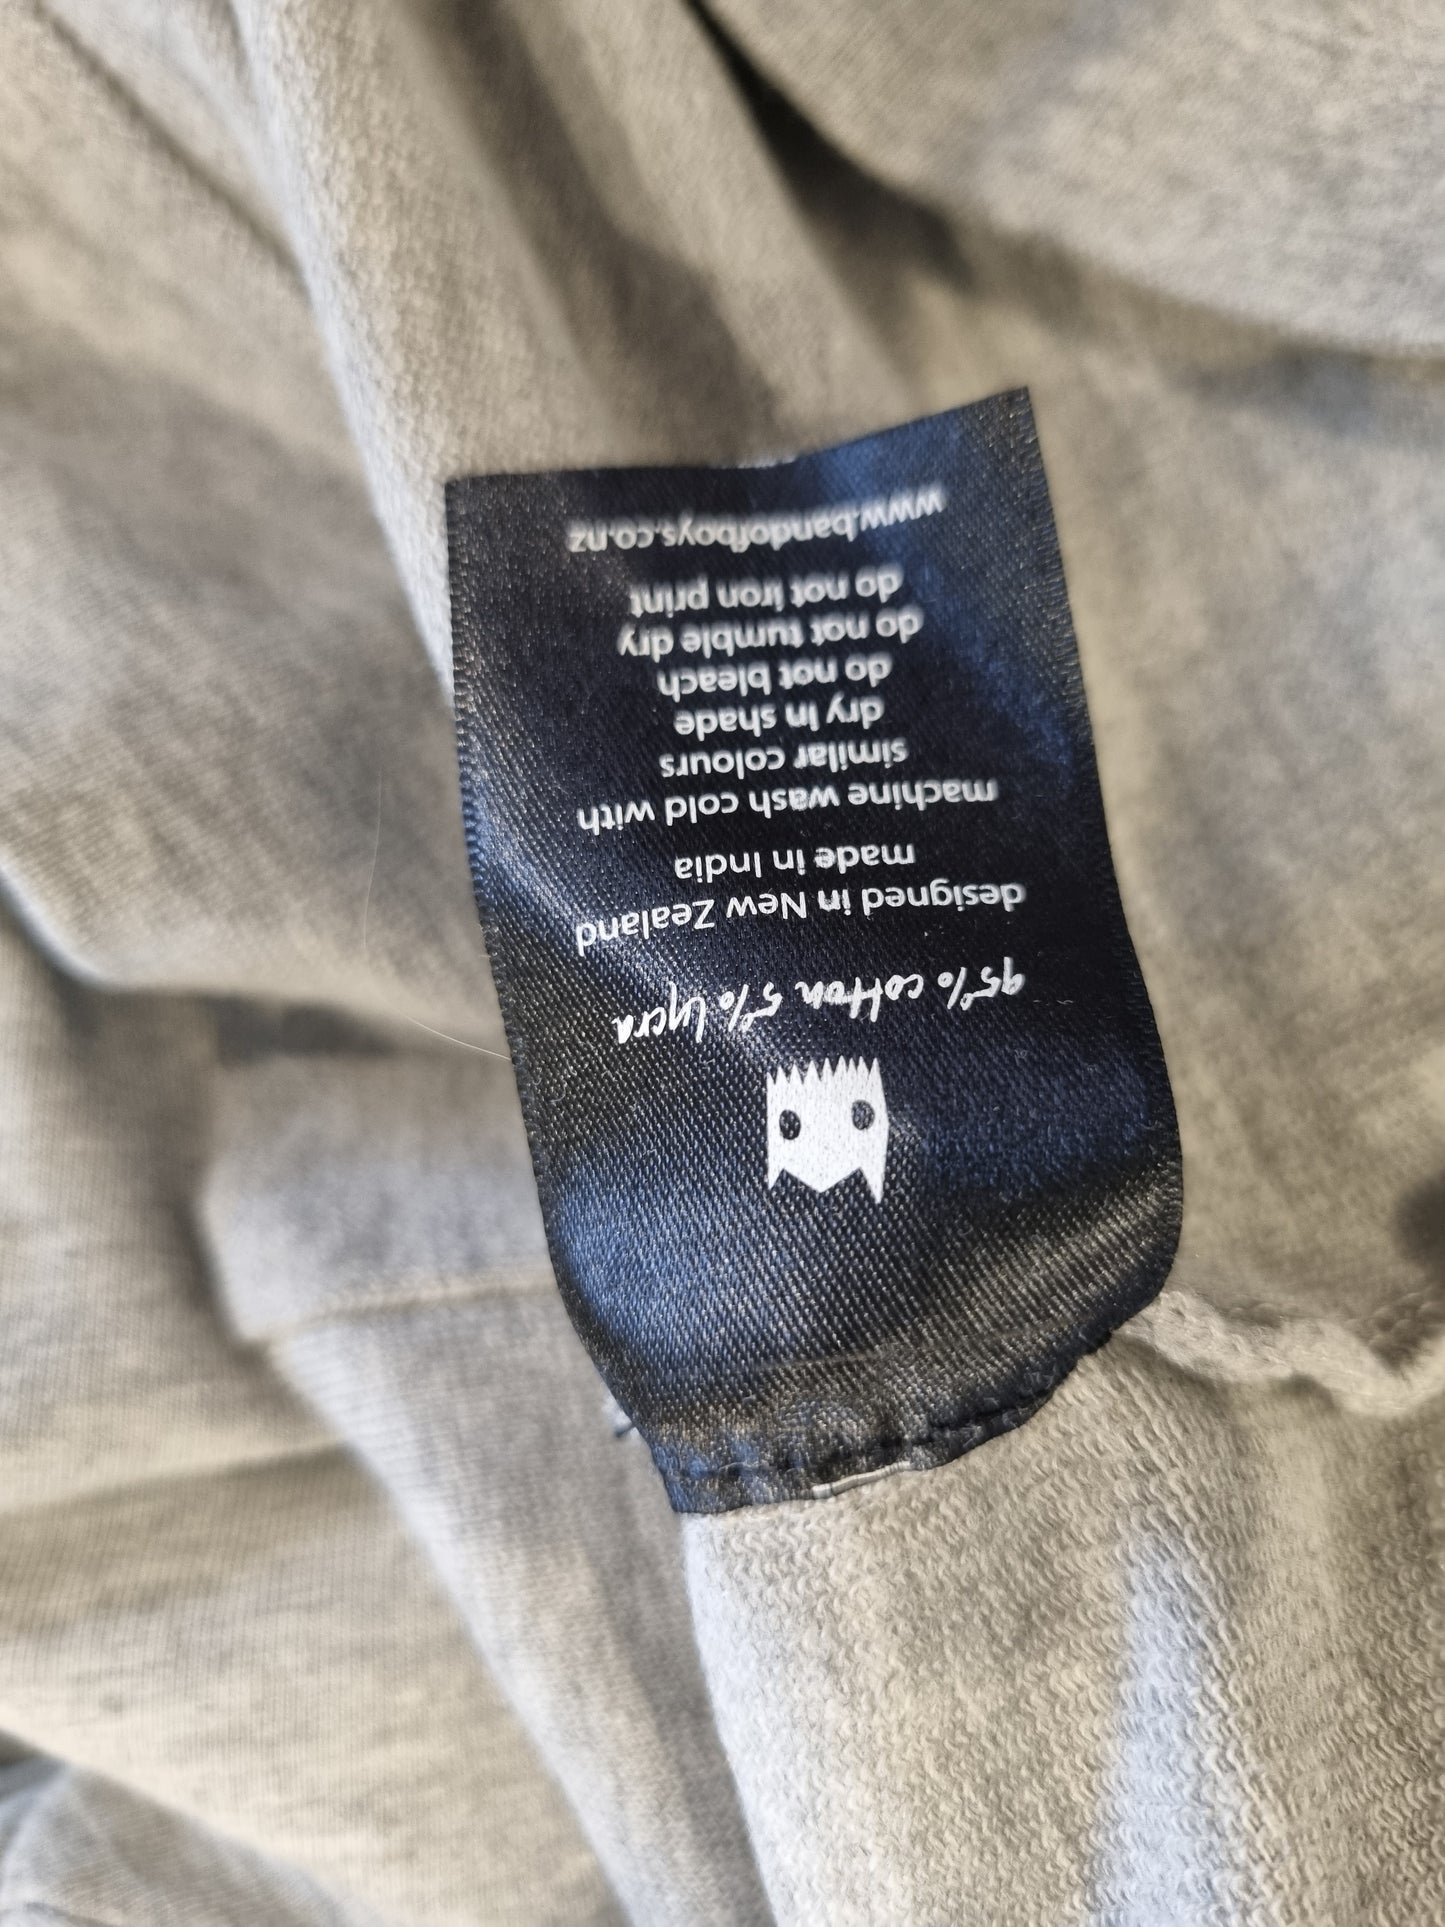 95% cotton 5% lycra
designed in New Zealand
made in India
machine wash cold with
similar colours
dry in shade
do not bleach
do not tumble dry
do not iron print
www.bandofboys.co.nz